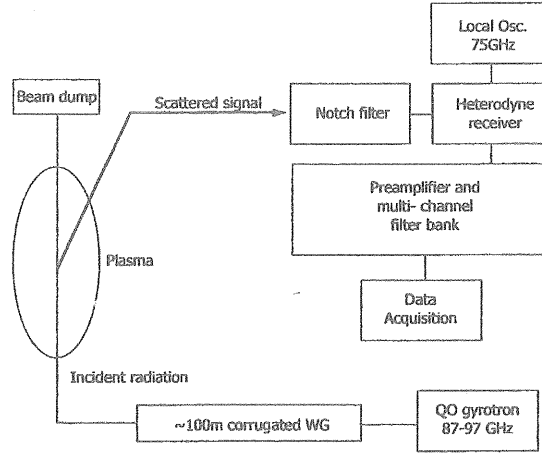 Local Osc.
75GHz
Beam dump
Scattered signal
Notch filter
Heterodyne
receiver
Preamplifier and
multi- channel
filter bank
Plasma
Data
Acquisition
Incident radiation
~100m corrugated WG
QO gyrotron
87-97 GHz